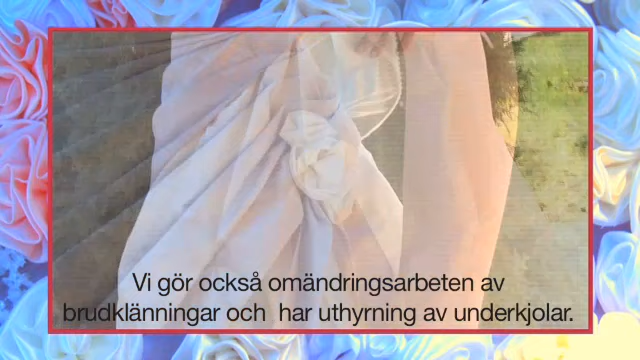 Vi gör också omändringsarbeten av
brudklänningar och  har uthyrning av underkjolar.